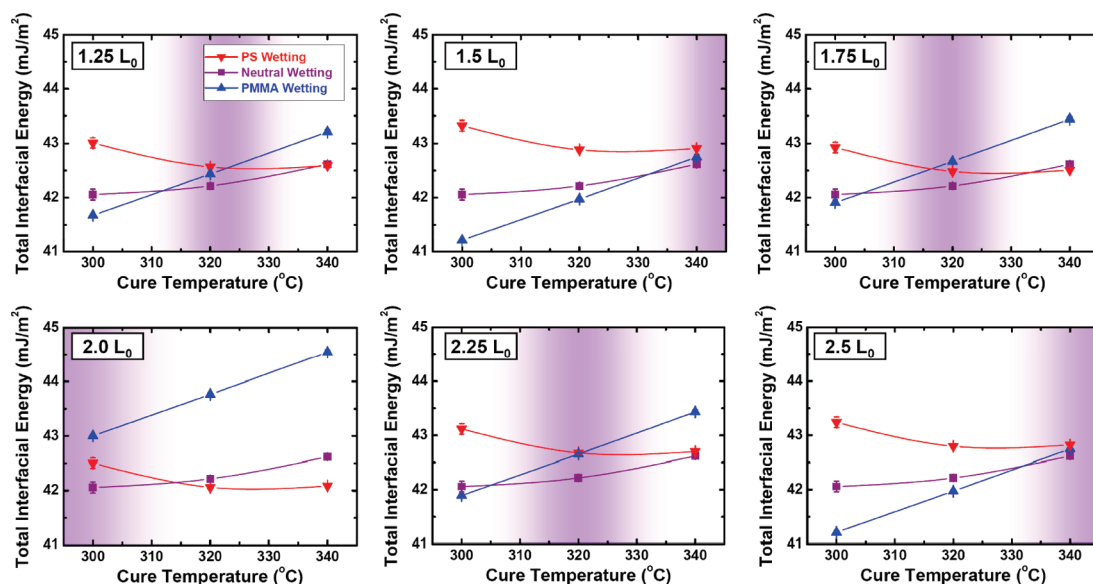 1.25 L₀
PS Wetting
Neutral Wetting
PMMA Wetting
Total Interfacial Energy (mJ/m²)
45
44
43
42
41
300 310 320 330 340
Cure Temperature (°C)
1.5 L₀
Total Interfacial Energy (mJ/m²)
45
44
43
42
41
300 310 320 330 340
Cure Temperature (°C)
1.75 L₀
Total Interfacial Energy (mJ/m²)
45
44
43
42
41
300 310 320 330 340
Cure Temperature (°C)
2.0 L₀
Total Interfacial Energy (mJ/m²)
45
44
43
42
41
300 310 320 330 340
Cure Temperature (°C)
2.25 L₀
Total Interfacial Energy (mJ/m²)
45
44
43
42
41
300 310 320 330 340
Cure Temperature (°C)
2.5 L₀
Total Interfacial Energy (mJ/m²)
45
44
43
42
41
300 310 320 330 340
Cure Temperature (°C)